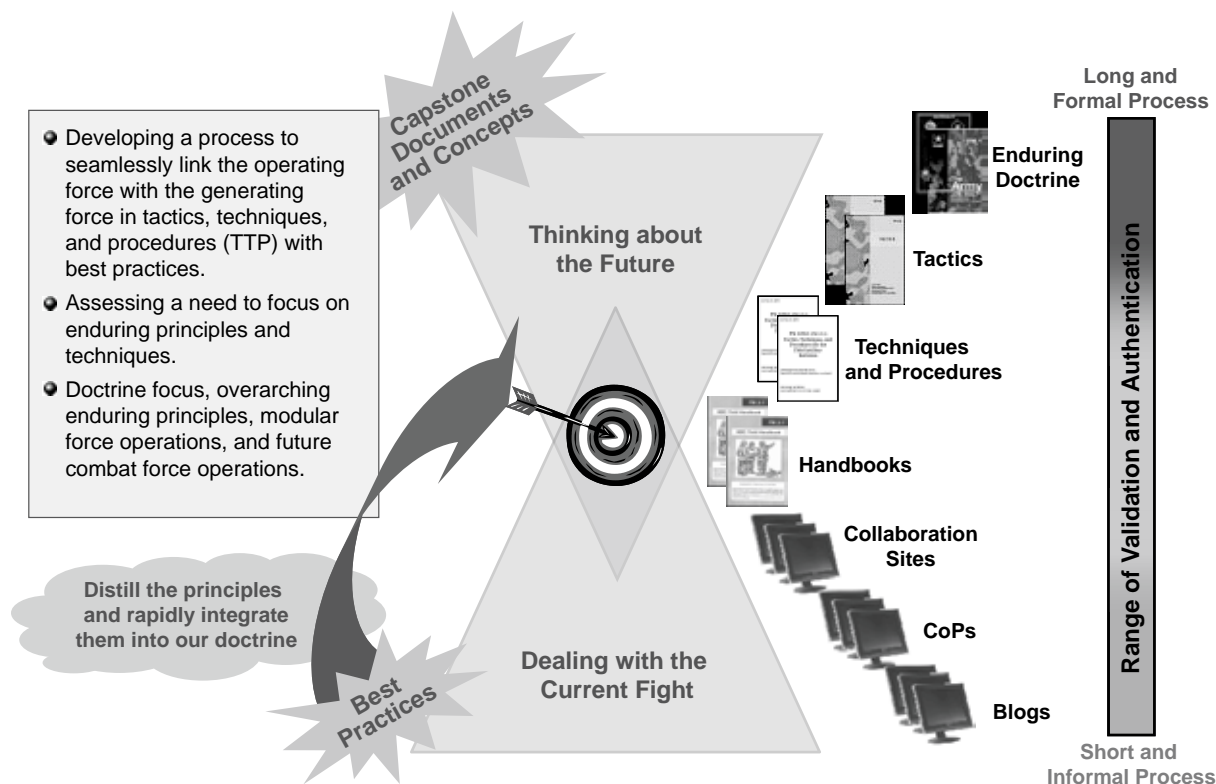 Capstone
Documents
and Concepts
Developing a process to
seamlessly link the operating
force with the generating
force in tactics, techniques,
and procedures (TTP) with
best practices.
Assessing a need to focus on
enduring principles and
techniques.
Doctrine focus, overarching
enduring principles, modular
force operations, and future
combat force operations.
Distill the principles
and rapidly integrate
them into our doctrine
Best
Practices
Thinking about
the Future
Dealing with the
Current Fight
Army
Enduring
Doctrine
Tactics
Techniques
and Procedures
Handbooks
Collaboration
Sites
CoPs
Blogs
Long and
Formal Process
Range of Validation and Authentication
Short and
Informal Process